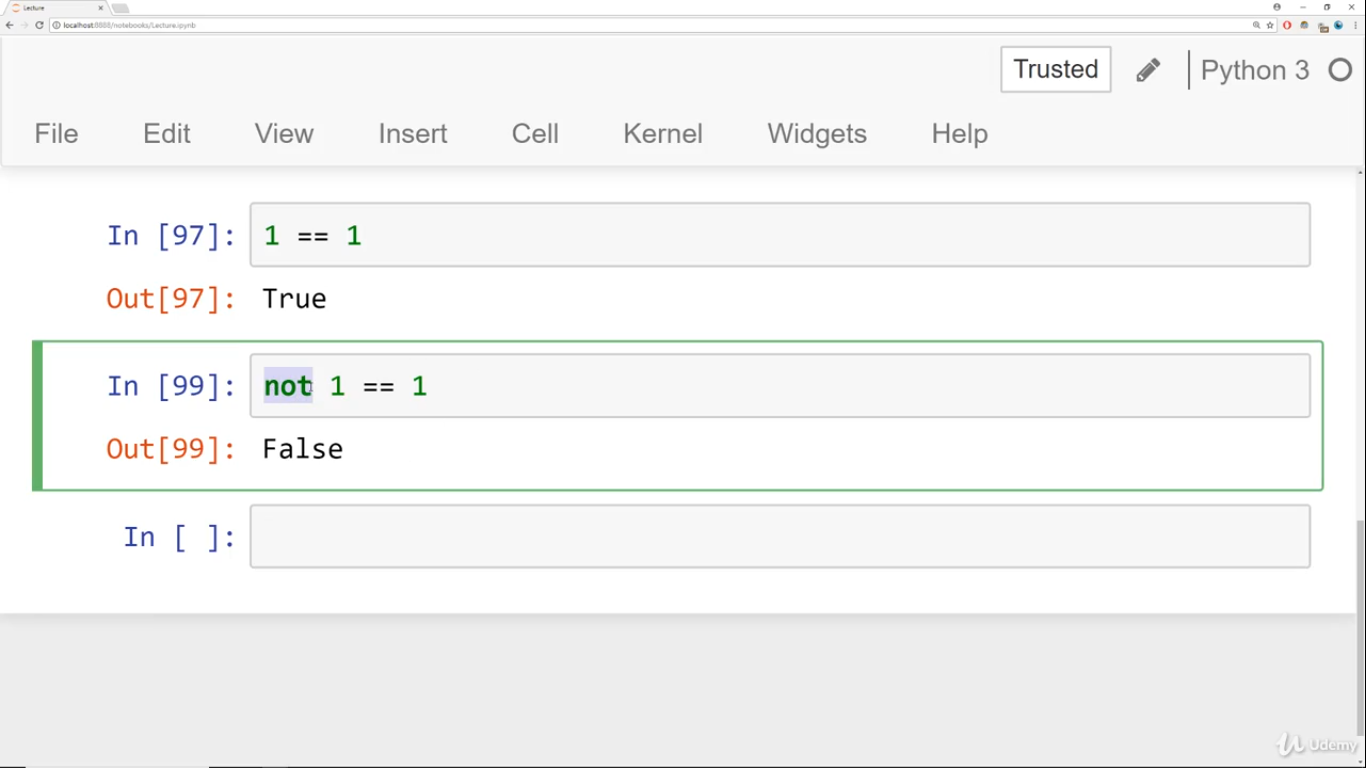 Lecture
localhost:8888/notebooks/Lecture.ipynb
Trusted
Python 3
File Edit View Insert Cell Kernel Widgets Help
In [97]: 1 == 1
Out[97]: True
In [99]: not 1 == 1
Out[99]: False
In [ ]:
Udemy